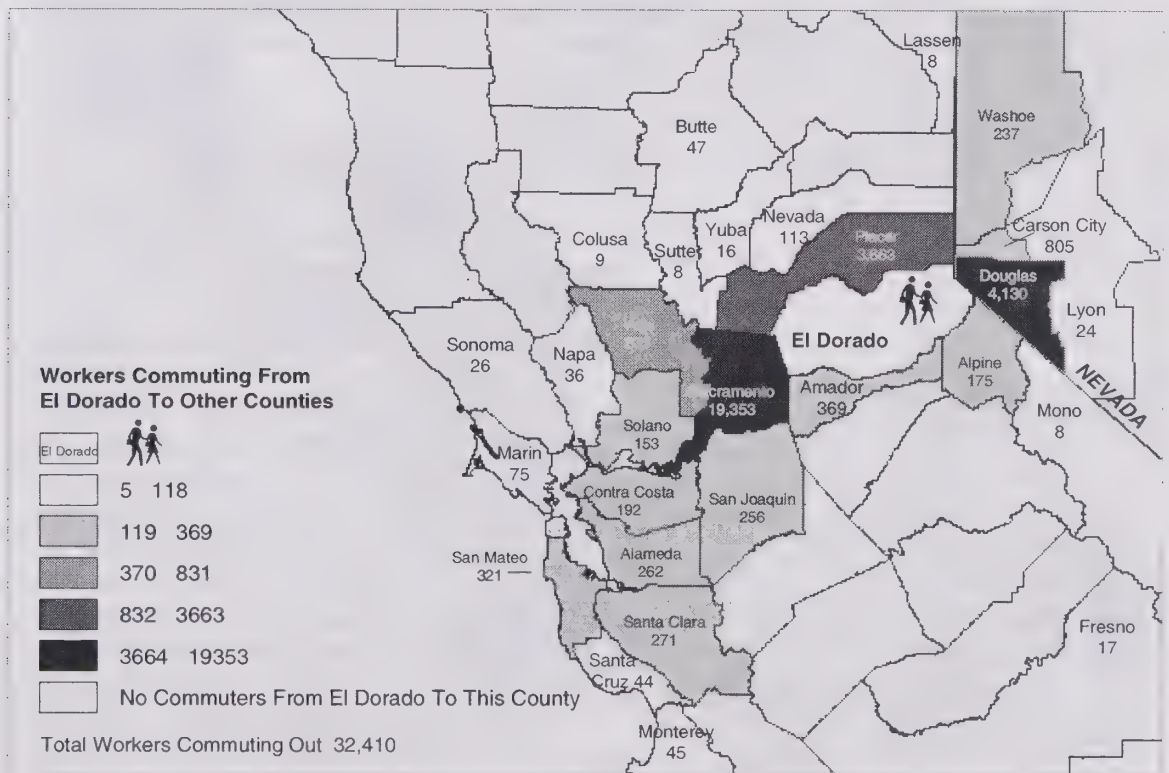 Lassen
8
Washoe
237
Butte
47
Carson City
805
Nevada
113
Yuba
16
Colusa
9
Sutter
8
Placer
3,663
Douglas
4,130
Lyon
24
El Dorado
Sonoma
26
Napa
36
Alpine
175
NEVADA
Amador
369
Sacramento
19,353
Mono
8
Solano
153
Marin
75
Contra Costa
192
San Joaquin
256
San Mateo
321
Alameda
262
Santa Clara
271
Fresno
17
Santa
Cruz 44
Monterey
45
Workers Commuting From
El Dorado To Other Counties
El Dorado
5 118
119 369
370 831
832 3663
3664 19353
No Commuters From El Dorado To This County
Total Workers Commuting Out 32,410